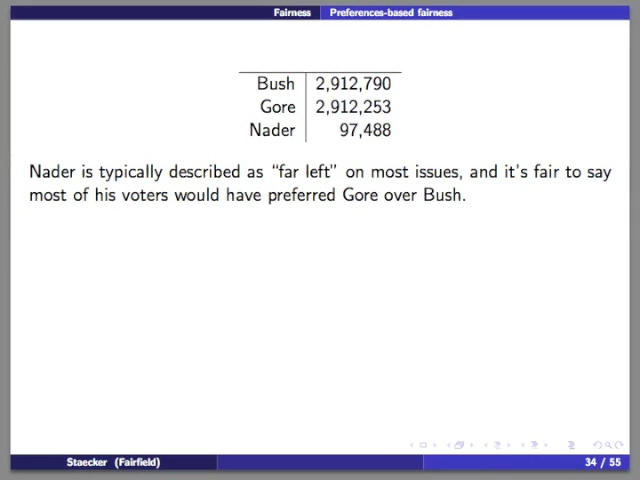 Fairness Preferences-based fairness
Bush 2,912,790
Gore 2,912,253
Nader 97,488
Nader is typically described as “far left” on most issues, and it’s fair to say
most of his voters would have preferred Gore over Bush.
Staecker (Fairfield) 34 / 55